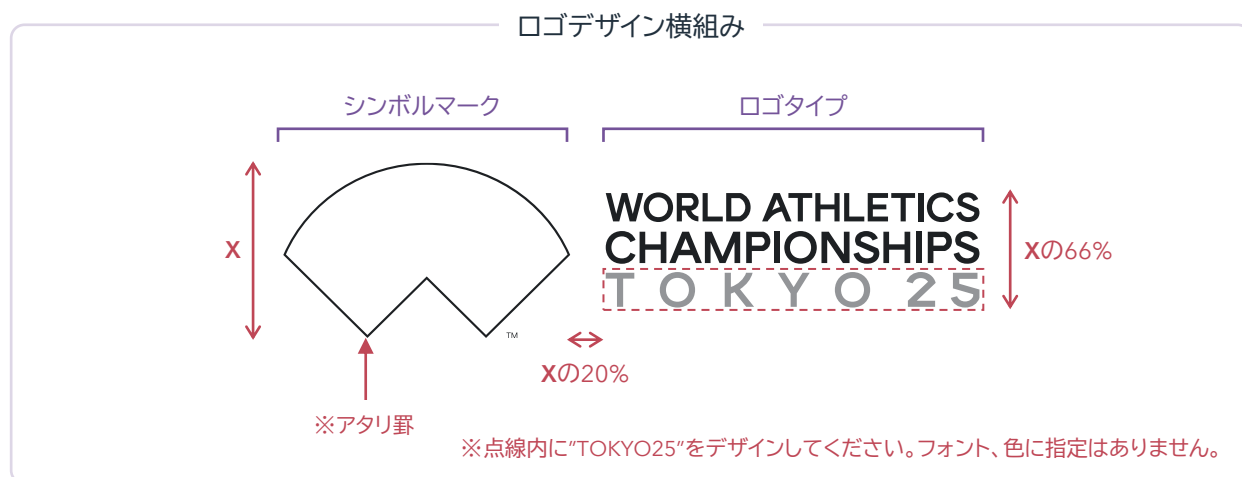 ロゴデザイン横組み
シンボルマーク
ロゴタイプ
X
WORLD ATHLETICS
CHAMPIONSHIPS
TOKYO 25
Xの66%
TM
Xの20%
※アタリ罫
※点線内に"TOKYO25"をデザインしてください。フォント、色に指定はありません。